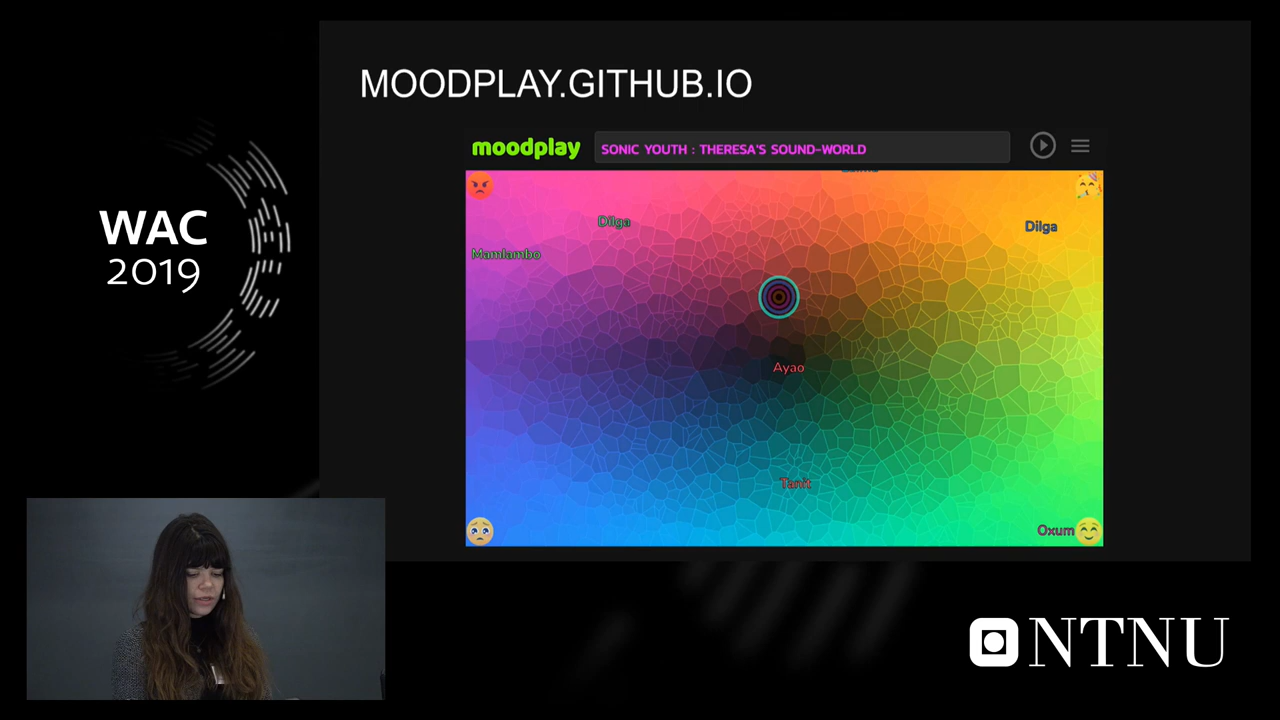 MOODPLAY.GITHUB.IO
moodplay
SONIC YOUTH : THERESA'S SOUND-WORLD
Dilga
Dilga
Mamlambo
WAC
2019
Ayao
Tanit
Oxum
NTNU